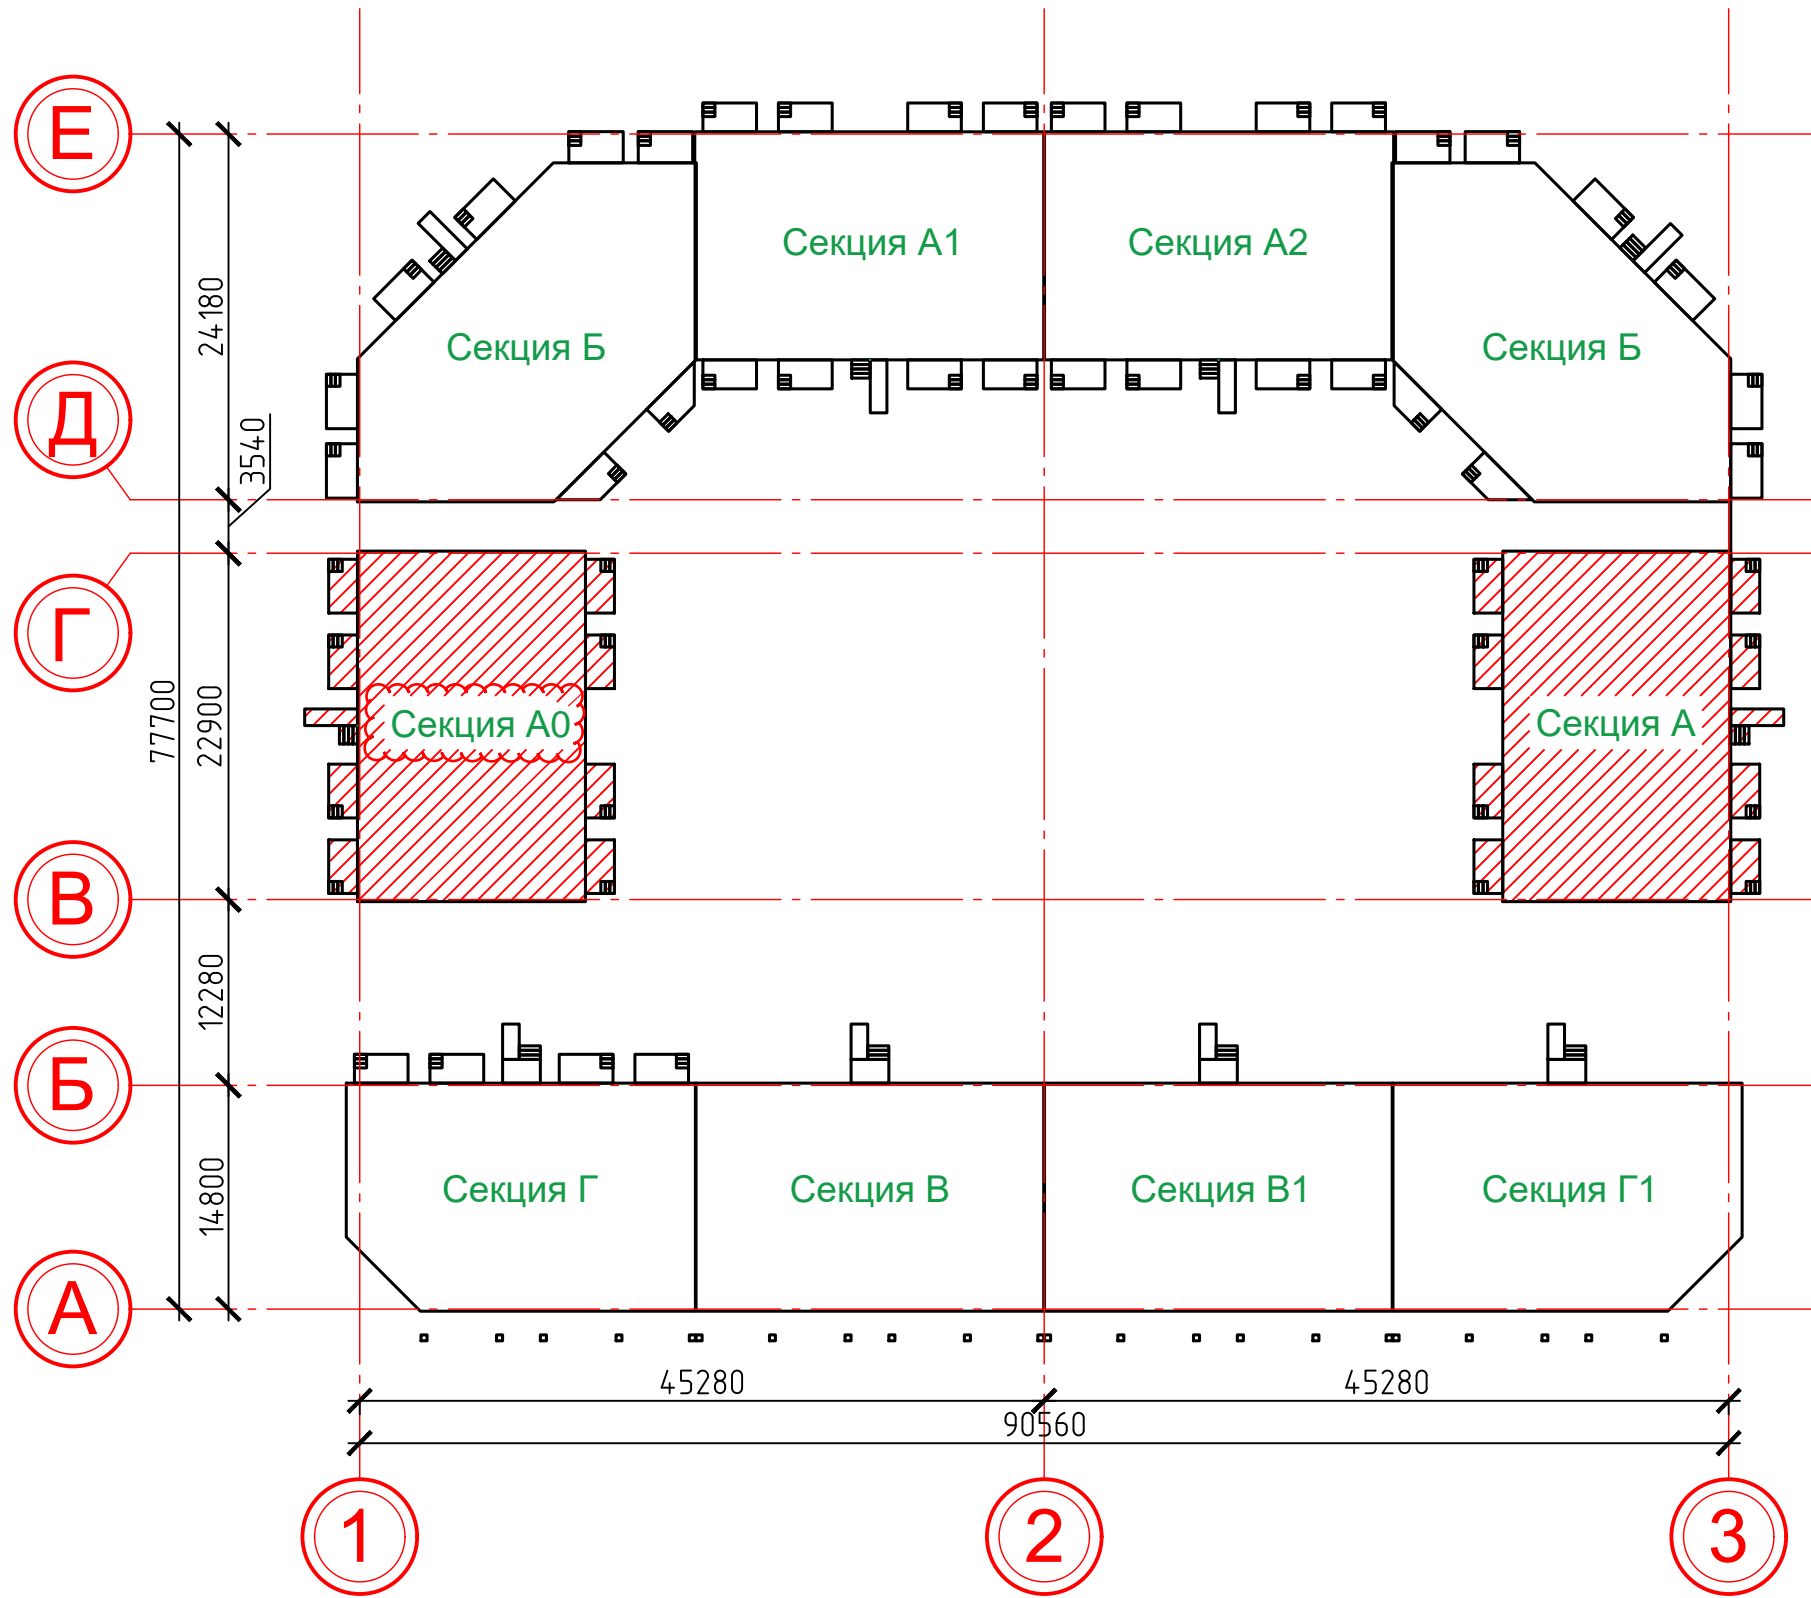 Е
Секция А1
Секция А2
24180
Секция Б
Секция Б
Д
3540
Г
77700
22900
Секция А0
Секция А
В
12280
Б
14800
Секция Г
Секция В
Секция В1
Секция Г1
А
45280
45280
90560
1
2
3